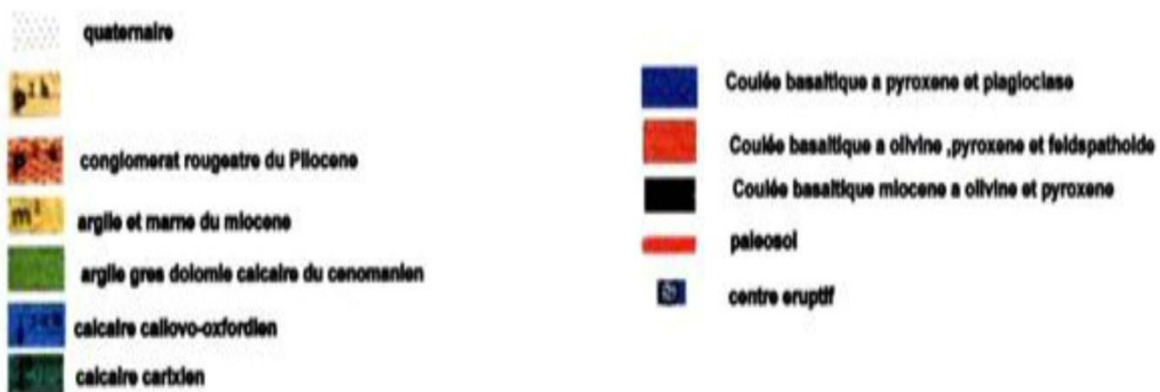 quaternaire
conglomerat rougeatre du Pliocene
m
argile et marne du miocene
argile gres dolomie calcaire du cenomanien
calcaire callovo-oxfordien
calcaire carixien
Coulée basaltique a pyroxene et plagioclase
Coulée basaltique a olivine ,pyroxene et feldspathoide
Coulée basaltique miocene a olivine et pyroxene
paleosol
centre eruptif